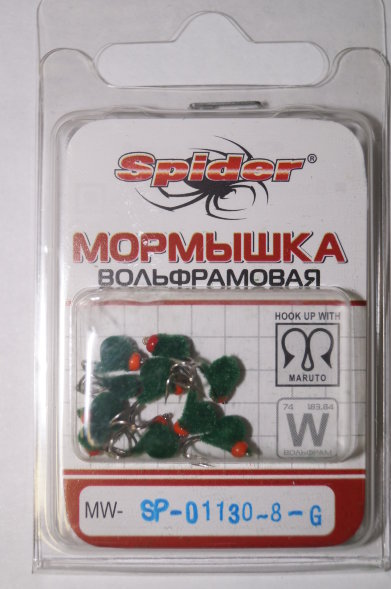 Spider®
МОРМЫШКА
ВОЛЬФРАМОВАЯ
HOOK UP WITH
MARUTO
74 183,84
W
ВОЛЬФРАМ
MW- SP-01130-8-G